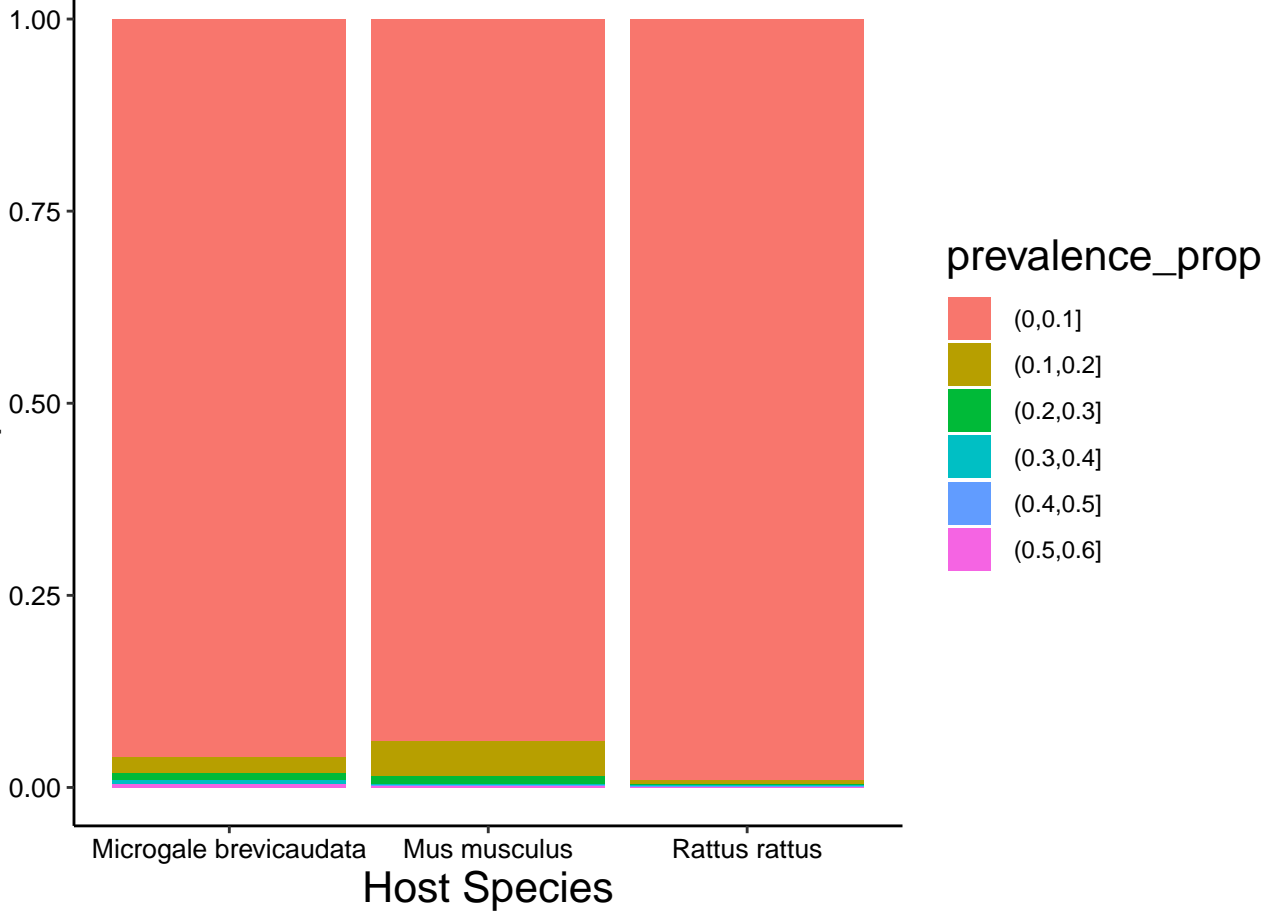 1.00
0.75
0.50
0.25
0.00
Microgale brevicaudata
Mus musculus
Rattus rattus
Host Species
prevalence_prop
(0,0.1]
(0.1,0.2]
(0.2,0.3]
(0.3,0.4]
(0.4,0.5]
(0.5,0.6]